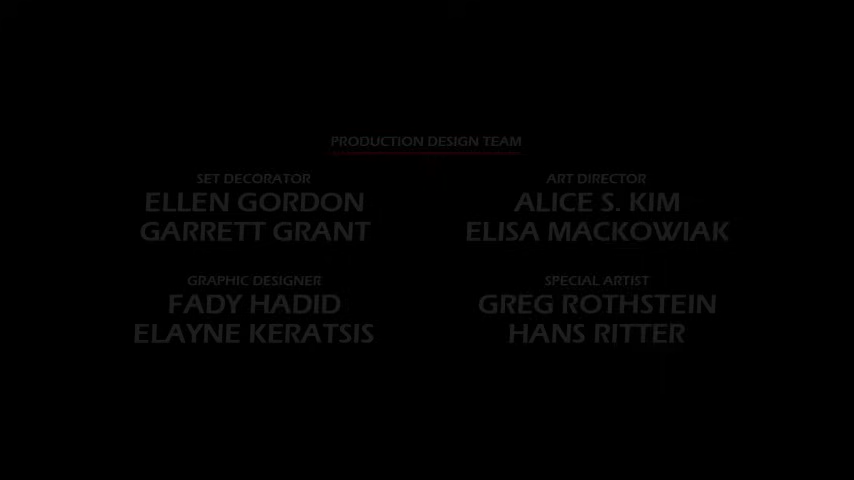 PRODUCTION DESIGN TEAM
SET DECORATOR
ELLEN GORDON
GARRETT GRANT
ART DIRECTOR
ALICE S. KIM
ELISA MACKOWIAK
GRAPHIC DESIGNER
FADY HADID
ELAYNE KERATSIS
SPECIAL ARTIST
GREG ROTHSTEIN
HANS RITTER